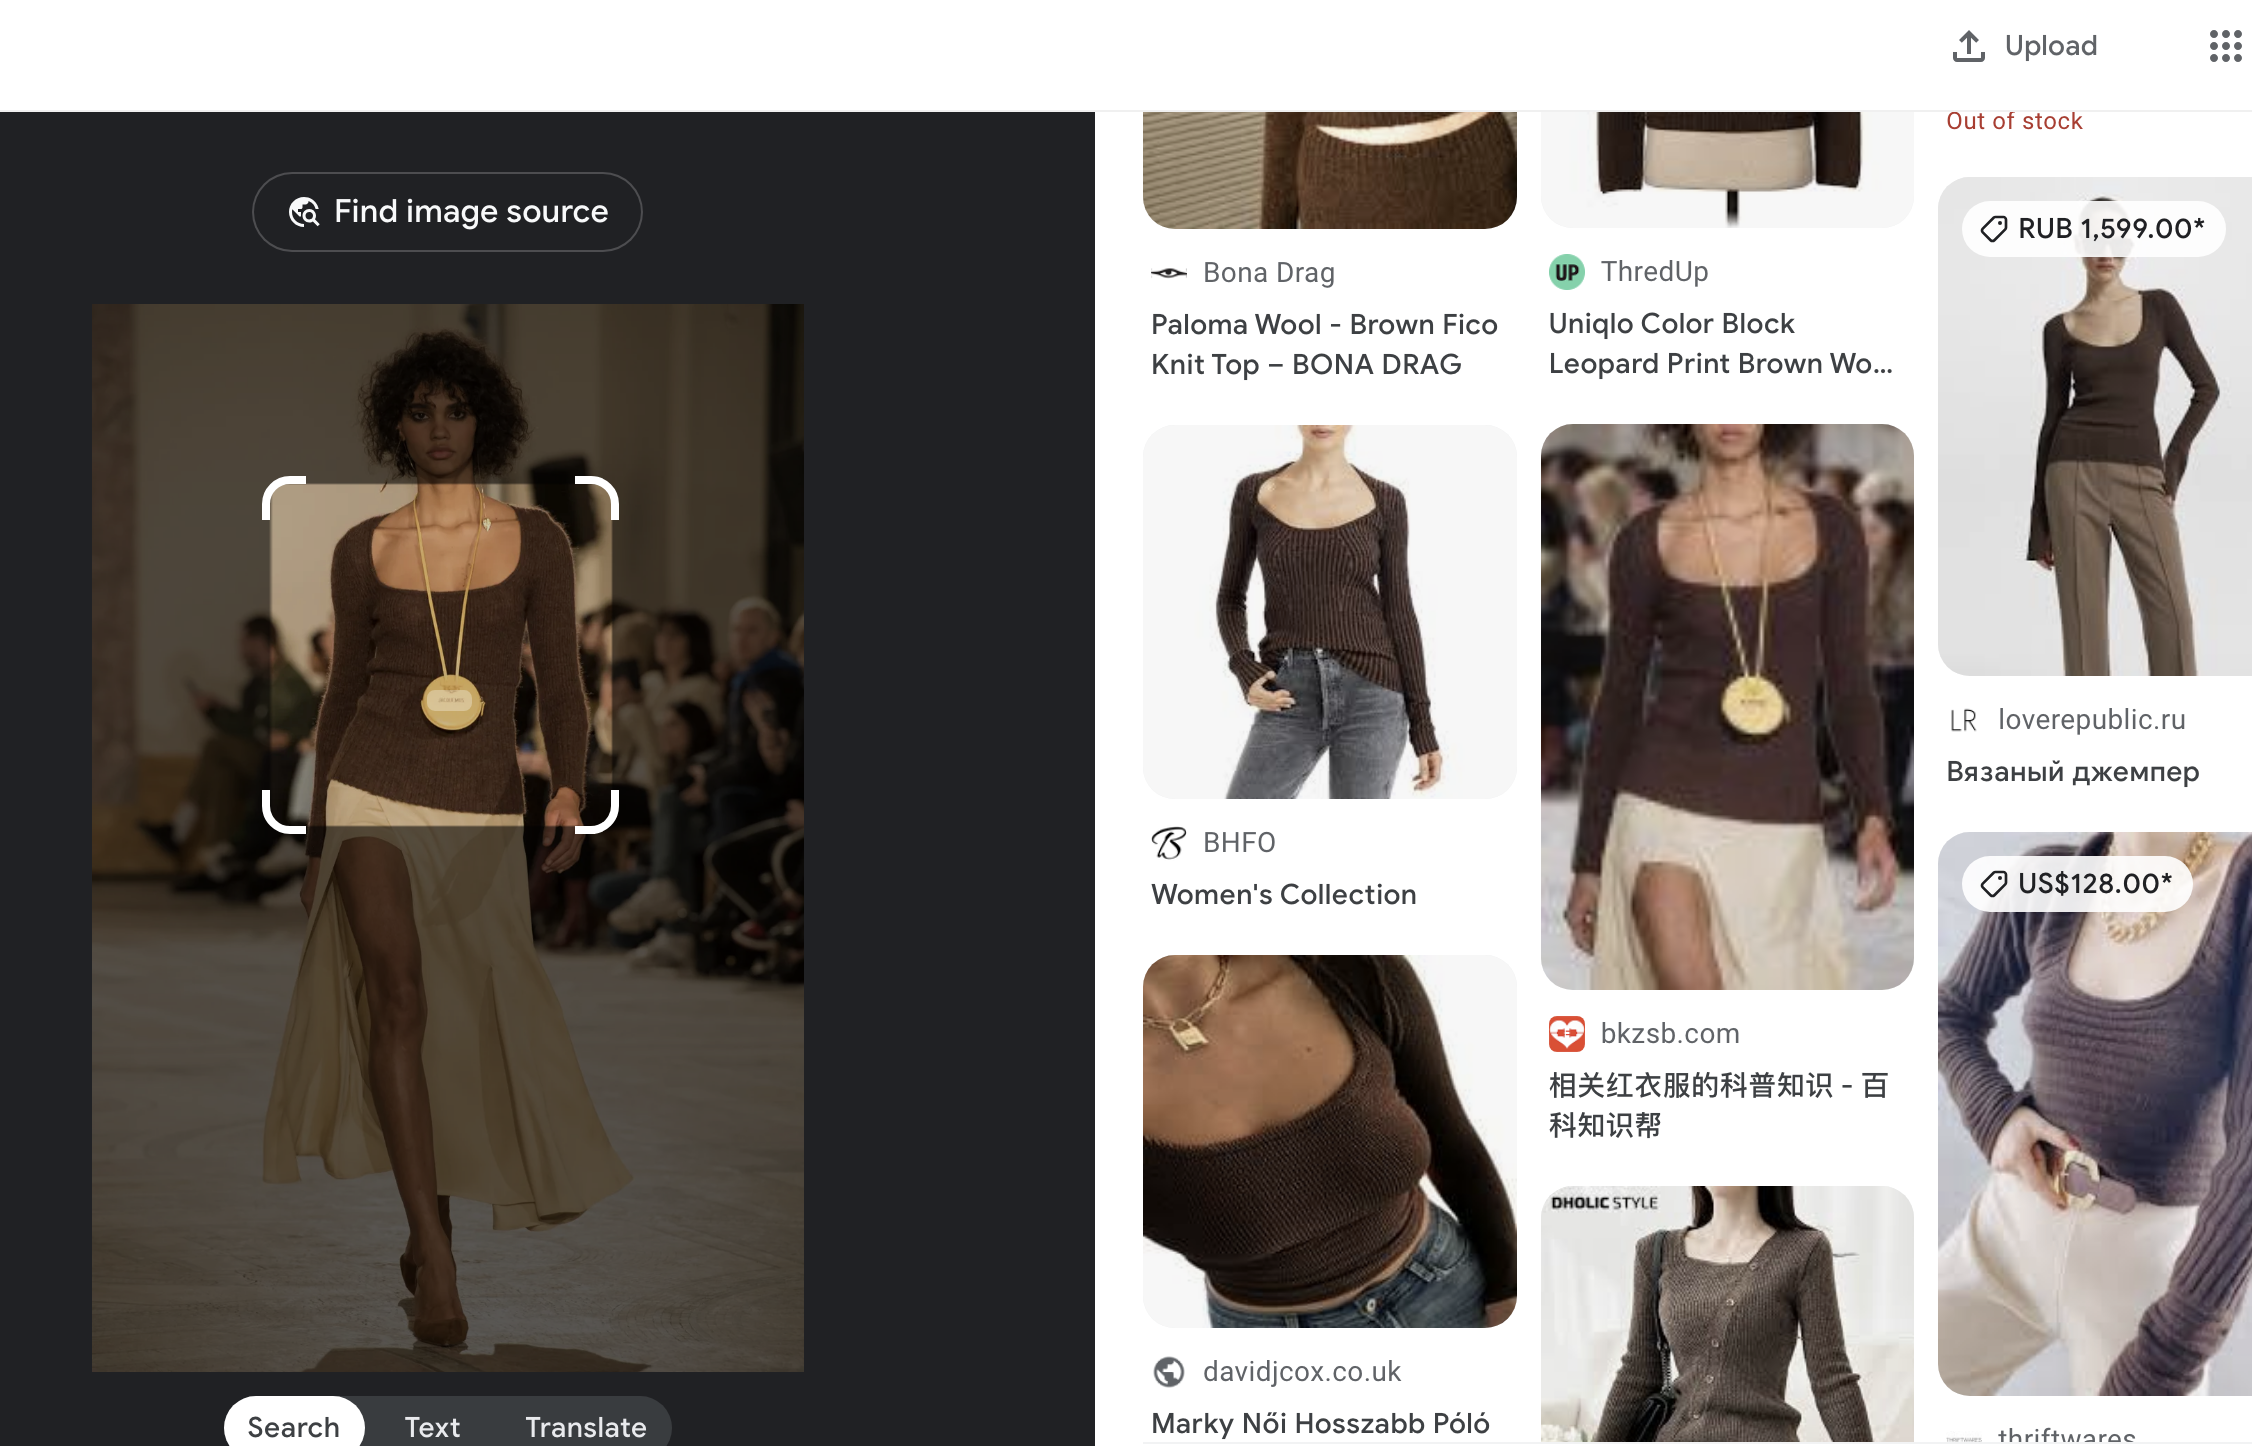 Upload
Find image source
Search
Text
Translate
Bona Drag
Paloma Wool - Brown Fico
Knit Top – BONA DRAG
BHFO
Women's Collection
davidjcox.co.uk
Marky Női Hosszabb Póló
UP
ThredUp
Uniqlo Color Block
Leopard Print Brown Wo...
bkzsb.com
相关红衣服的科普知识 - 百
科知识帮
DHOLIC STYLE
Out of stock
RUB 1,599.00*
LR
loverepublic.ru
Вязаный джемпер
US$128.00*
thriftwares